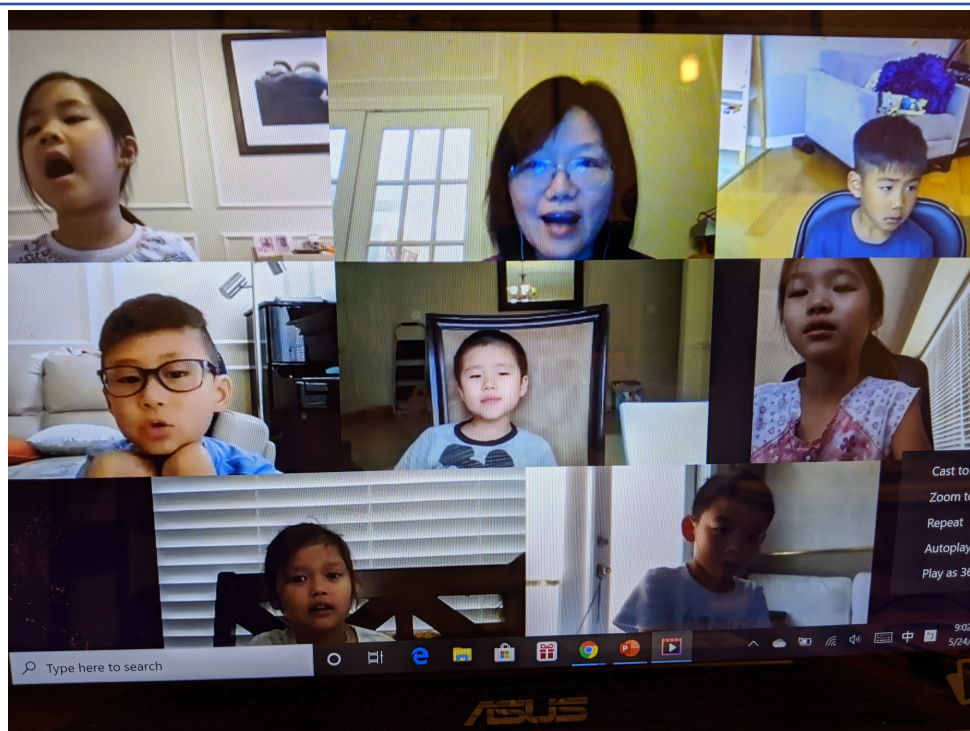 Cast to
Zoom to
Repeat
Autoplay
Play as 36
Type here to search
中
9:02
5/24/
ASUS